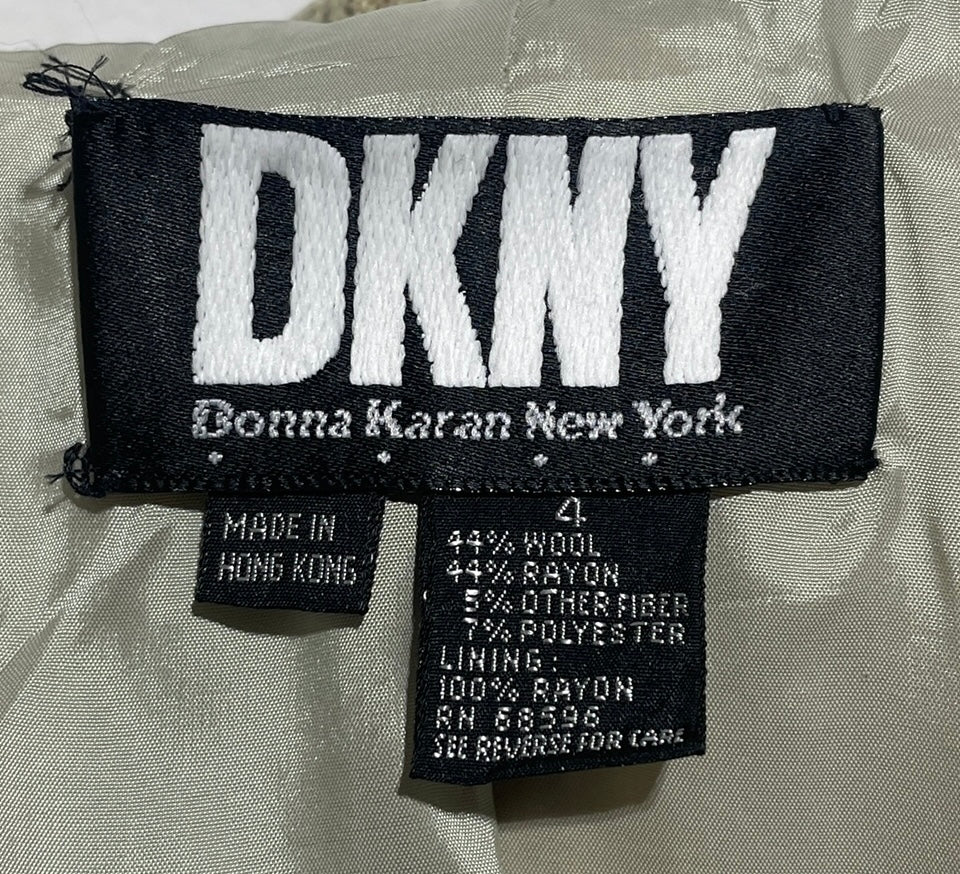 DKNY
Donna Karan New York
MADE IN
HONG KONG
4
44% WOOL
44% RAYON
5% OTHER FIBER
7% POLYESTER
LINING:
100% RAYON
RN 68596
SEE REVERSE FOR CARE